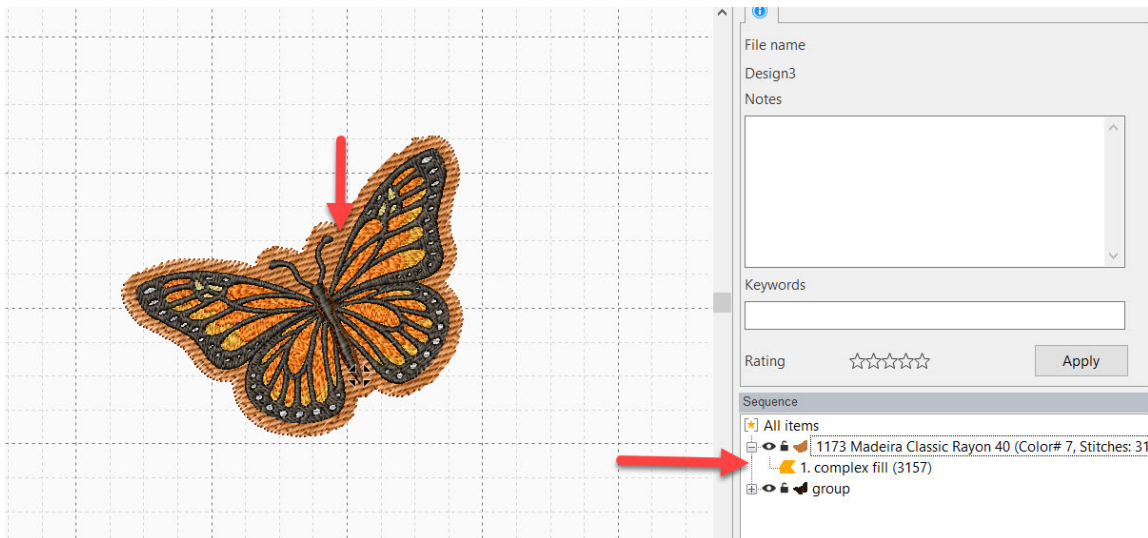 File name
Design3
Notes
Keywords
Rating
Apply
Sequence
All items
1173 Madeira Classic Rayon 40 (Color# 7, Stitches: 31
1. complex fill (3157)
group